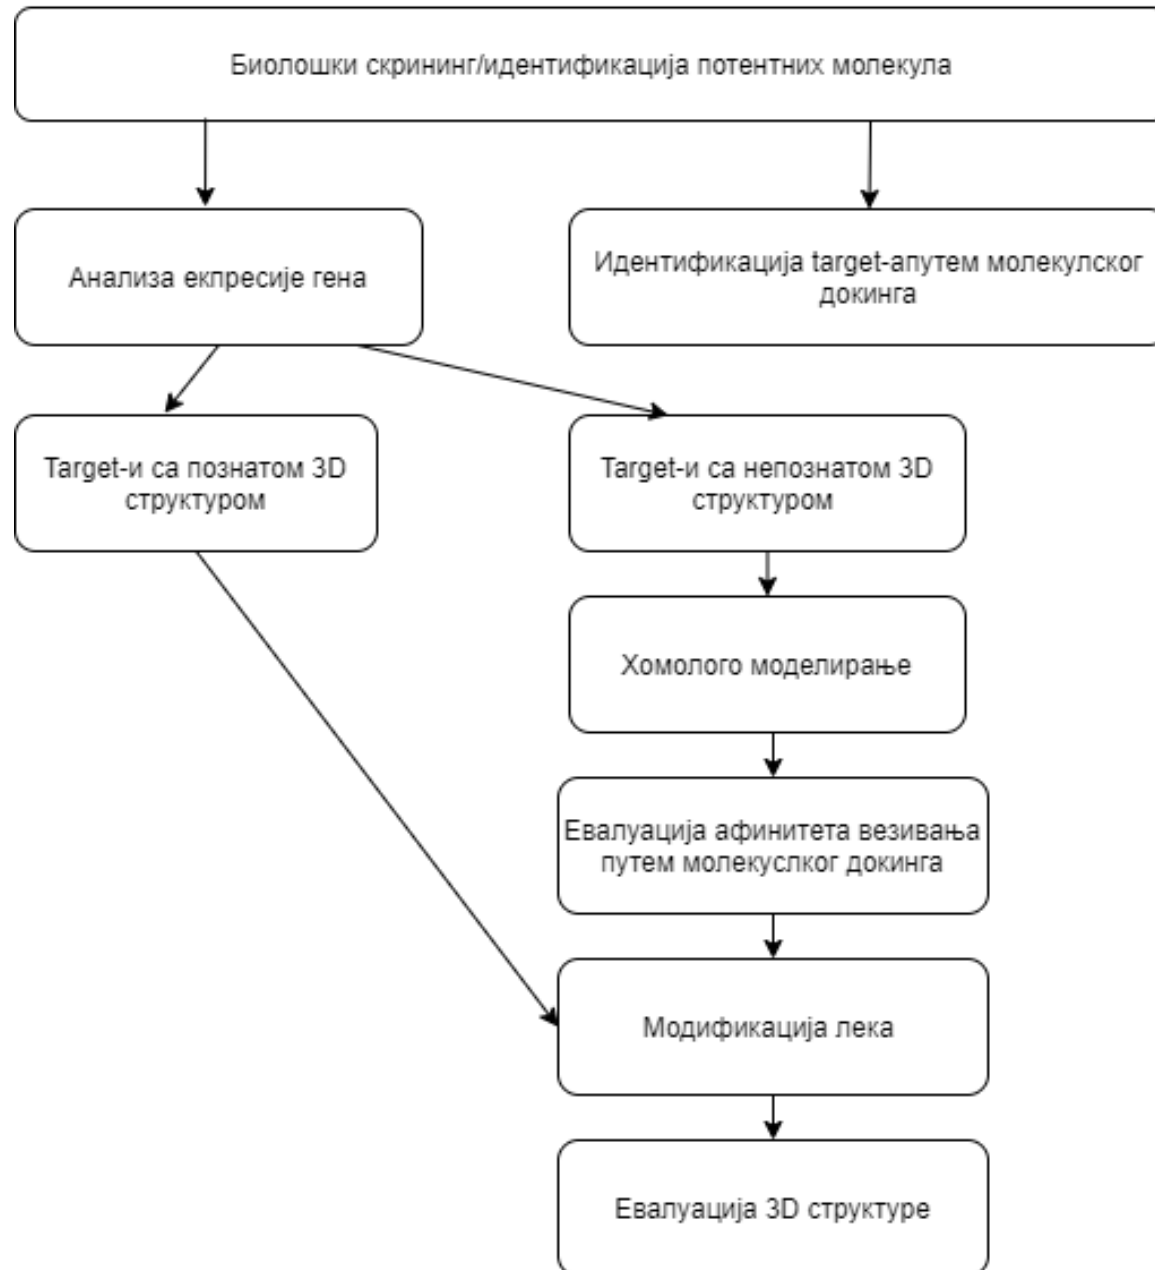 Биолошки скрининг/идентификација потентних молекула
Анализа екпресије гена
Идентификација target-апутем молекулског
докинга
Target-и са познатом 3D
структуром
Target-и са непознатом 3D
структуром
Хомолого моделирање
Евалуација афинитета везивања
путем молекуслког докинга
Модификација лека
Евалуација 3D структуре